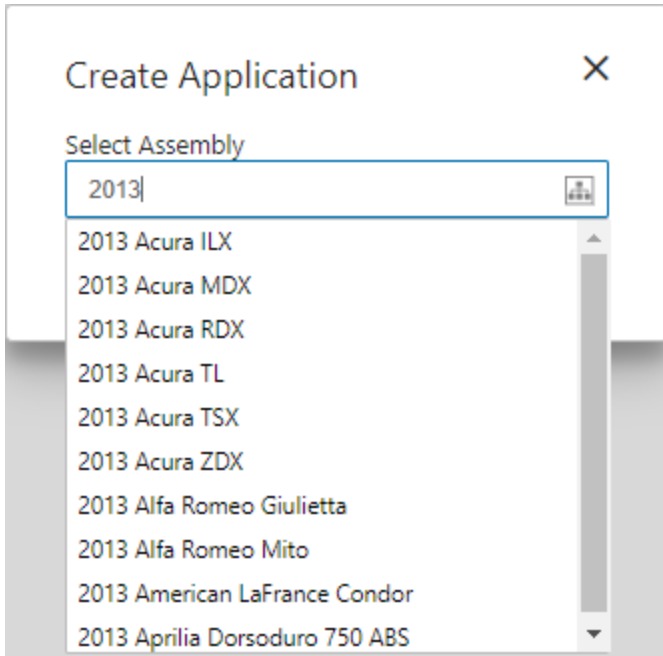 Create Application
Select Assembly
2013
2013 Acura ILX
2013 Acura MDX
2013 Acura RDX
2013 Acura TL
2013 Acura TSX
2013 Acura ZDX
2013 Alfa Romeo Giulietta
2013 Alfa Romeo Mito
2013 American LaFrance Condor
2013 Aprilia Dorsoduro 750 ABS